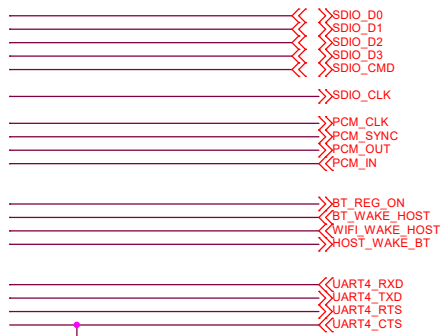 SDIO_D0
SDIO_D1
SDIO_D2
SDIO_D3
SDIO_CMD
SDIO_CLK
PCM_CLK
PCM_SYNC
PCM_OUT
PCM_IN
BT_REG_ON
BT_WAKE_HOST
WIFI_WAKE_HOST
HOST_WAKE_BT
UART4_RXD
UART4_TXD
UART4_RTS
UART4_CTS